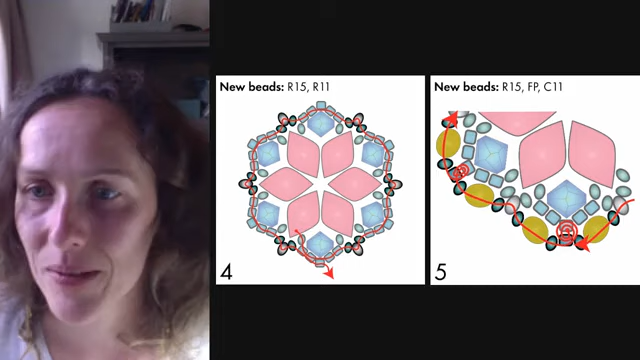 New beads: R15, R11
New beads: R15, FP, C11
4
5